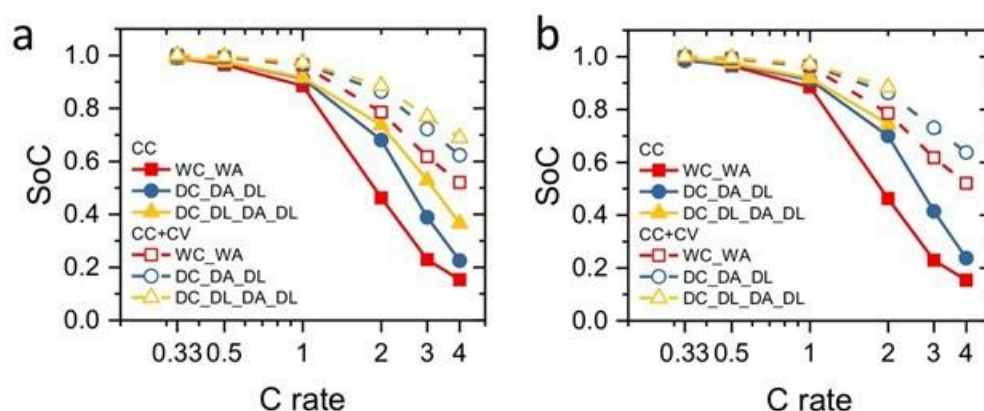 a
1.0
0.8
0.6
0.4
0.2
0.0
SoC
CC
WC_WA
DC_DA_DL
DC_DL_DA_DL
CC+CV
WC_WA
DC_DA_DL
DC_DL_DA_DL
0.33 0.5 1 2 3 4
C rate
b
1.0
0.8
0.6
0.4
0.2
0.0
SoC
CC
WC_WA
DC_DA_DL
DC_DL_DA_DL
CC+CV
WC_WA
DC_DA_DL
DC_DL_DA_DL
0.33 0.5 1 2 3 4
C rate